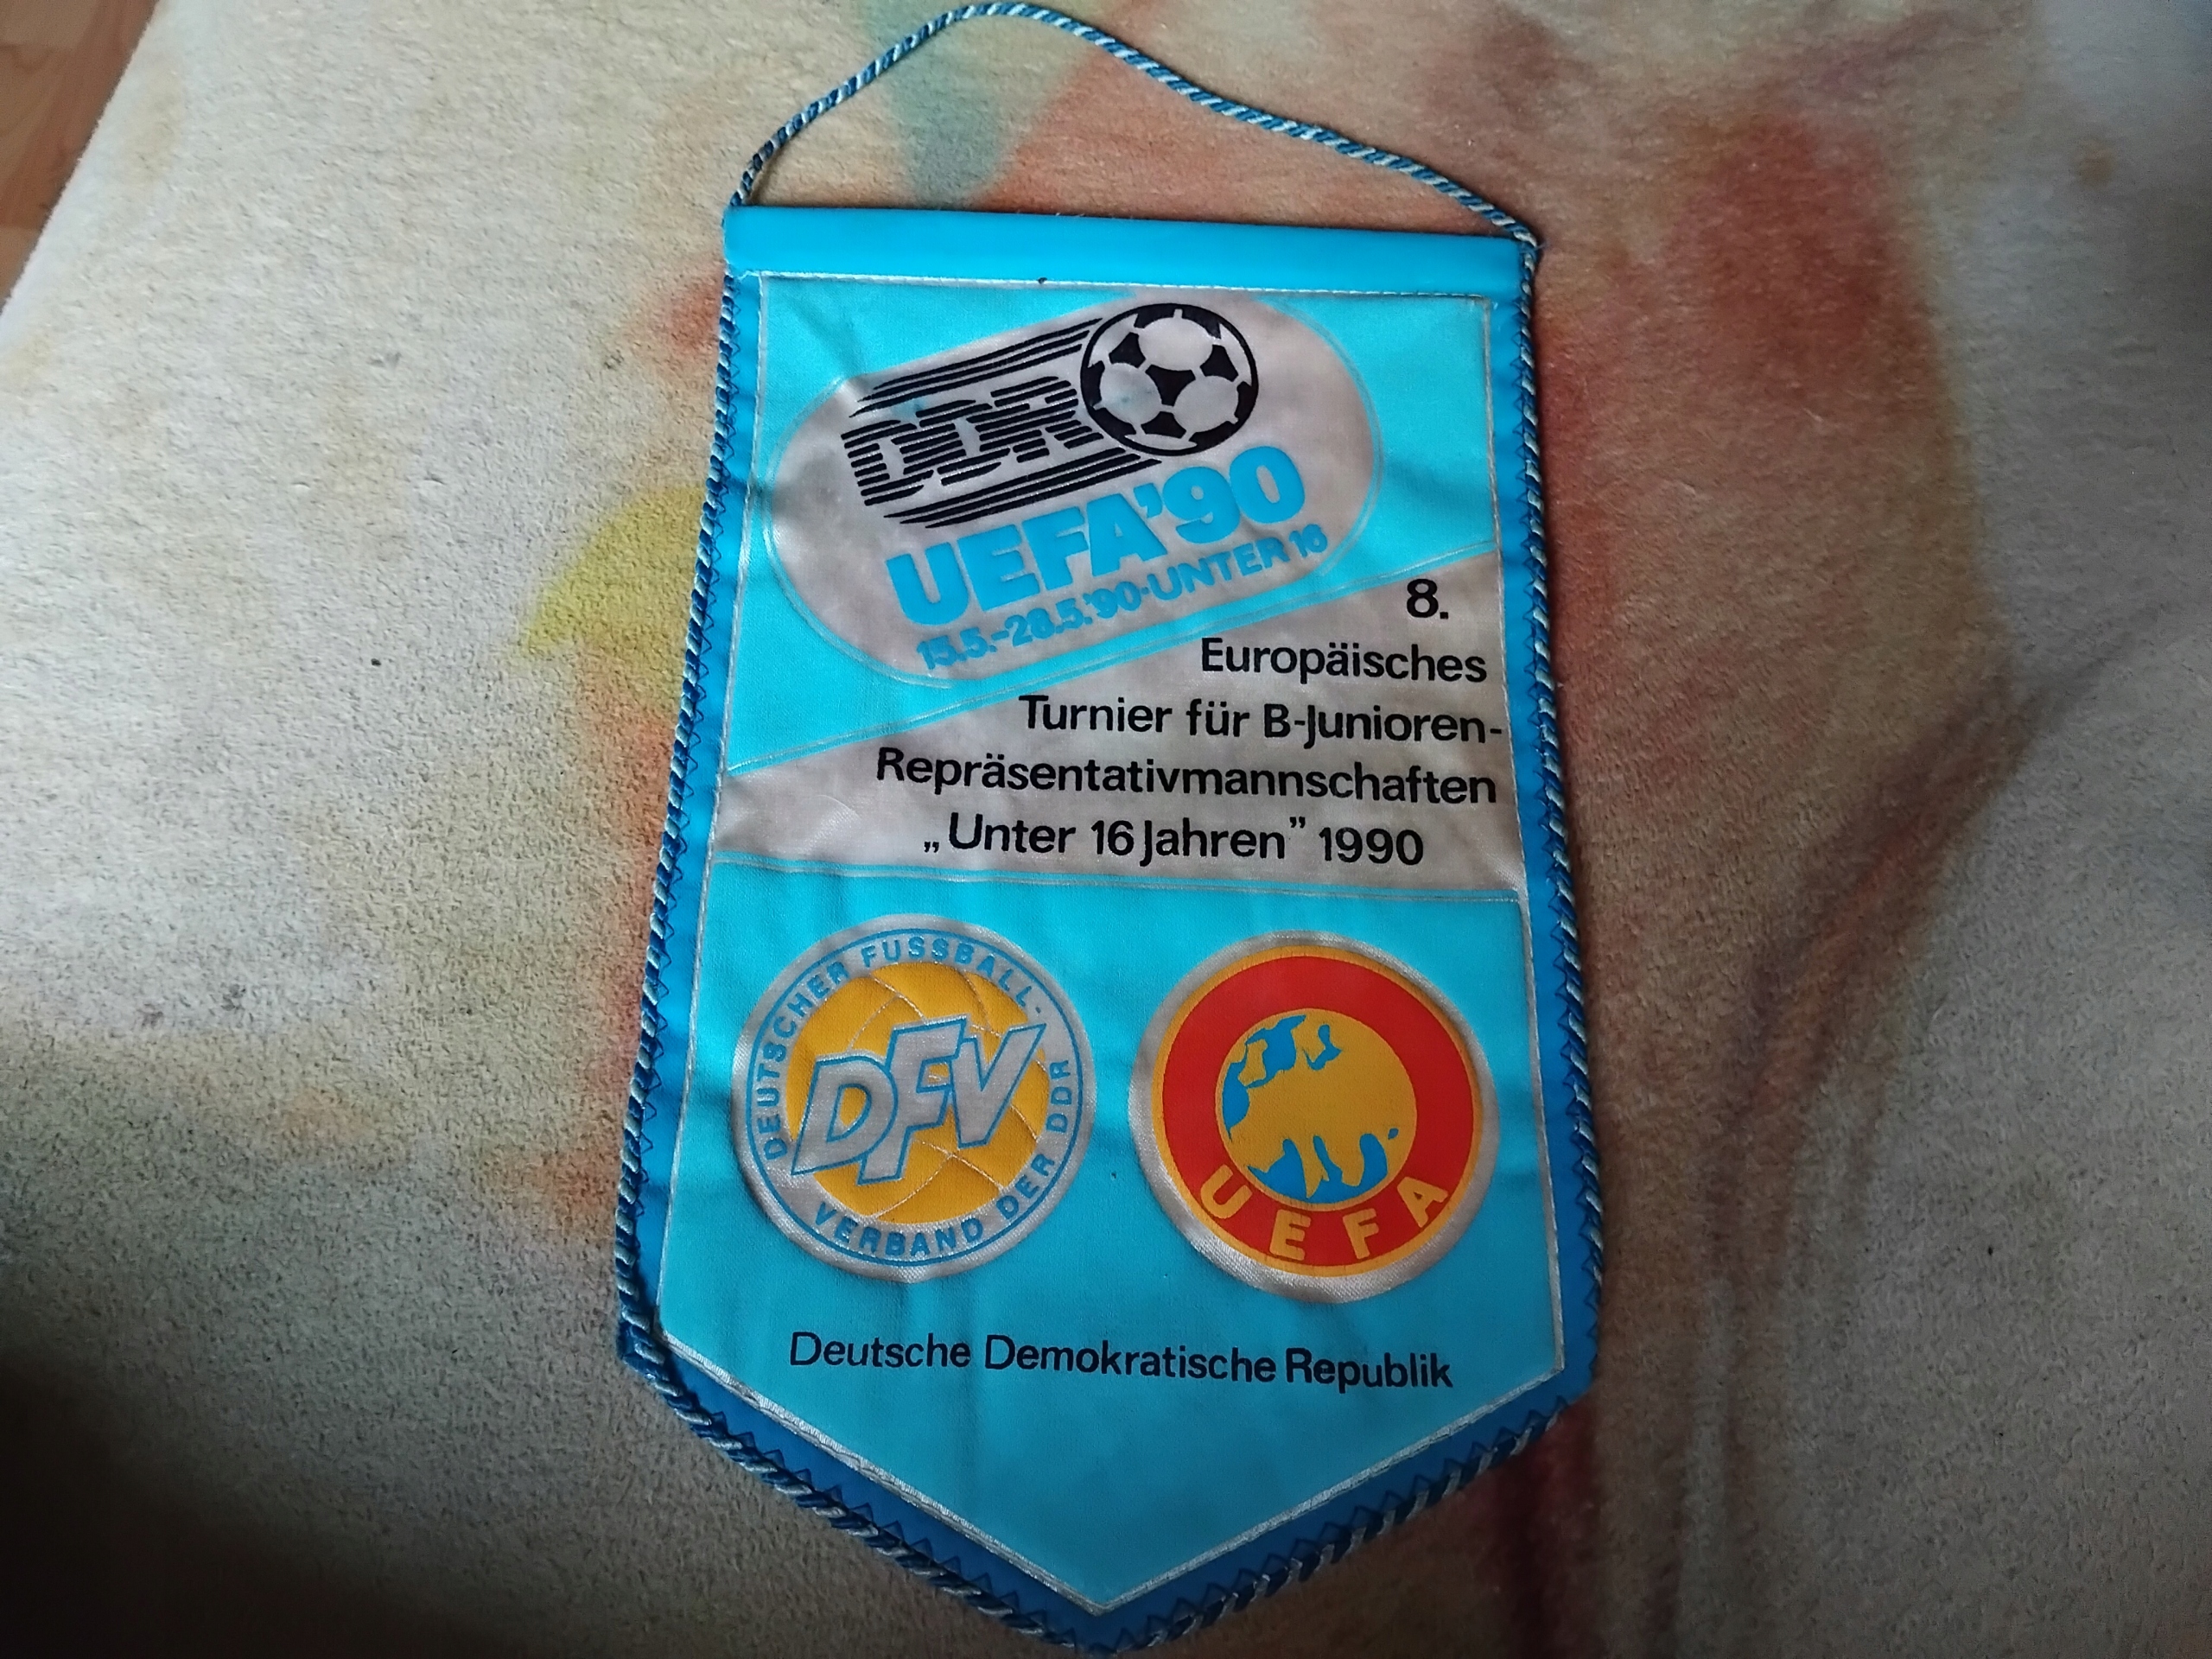 DDR
UEFA'90
15.5.-28.5.'90·UNTER 16
8.
Europäisches
Turnier für B-Junioren-
Repräsentativmannschaften
„Unter 16 Jahren” 1990
DEUTSCHER FUSSBALL-
VERBAND DER DDR
DFV
UEFA
Deutsche Demokratische Republik